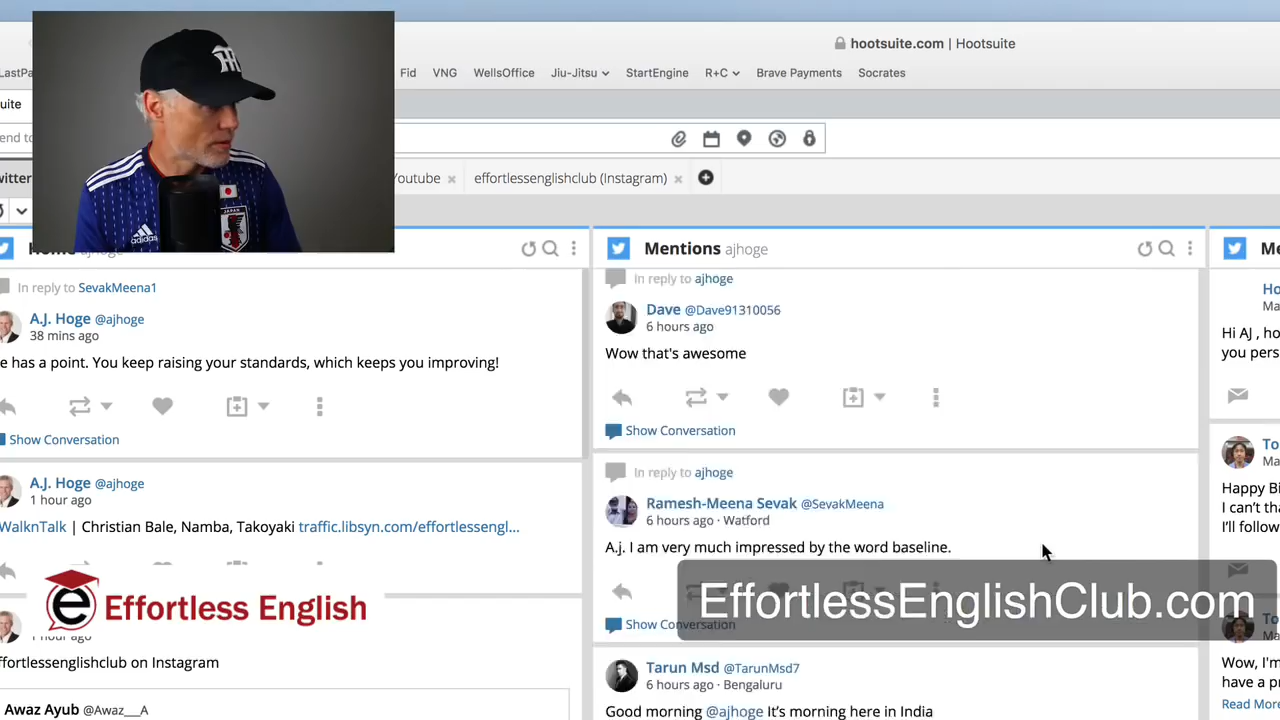 hootsuite.com | Hootsuite
LastPa
Fid
VNG
WellsOffice
Jiu-Jitsu
StartEngine
R+C
Brave Payments
Socrates
uite
end to
witter
Youtube
effortlessenglishclub (Instagram)
Home ajhoge
In reply to SevakMeena1
A.J. Hoge @ajhoge
38 mins ago
e has a point. You keep raising your standards, which keeps you improving!
Show Conversation
A.J. Hoge @ajhoge
1 hour ago
WalknTalk | Christian Bale, Namba, Takoyaki traffic.libsyn.com/effortlessengl...
1 hour ago
ffortlessenglishclub on Instagram
Awaz Ayub @Awaz___A
Mentions ajhoge
In reply to ajhoge
Dave @Dave91310056
6 hours ago
Wow that's awesome
Show Conversation
In reply to ajhoge
Ramesh-Meena Sevak @SevakMeena
6 hours ago · Watford
A.j. I am very much impressed by the word baseline.
Show Conversation
Tarun Msd @TarunMsd7
6 hours ago · Bengaluru
Good morning @ajhoge It's morning here in India
Me
Ho
Ma
Hi AJ , ho
you pers
To
Ma
Happy Bi
I can't tha
I'll follow
To
Ma
Wow, I'm
have a pr
Read More
JAPAN
adidas
e Effortless English
EffortlessEnglishClub.com